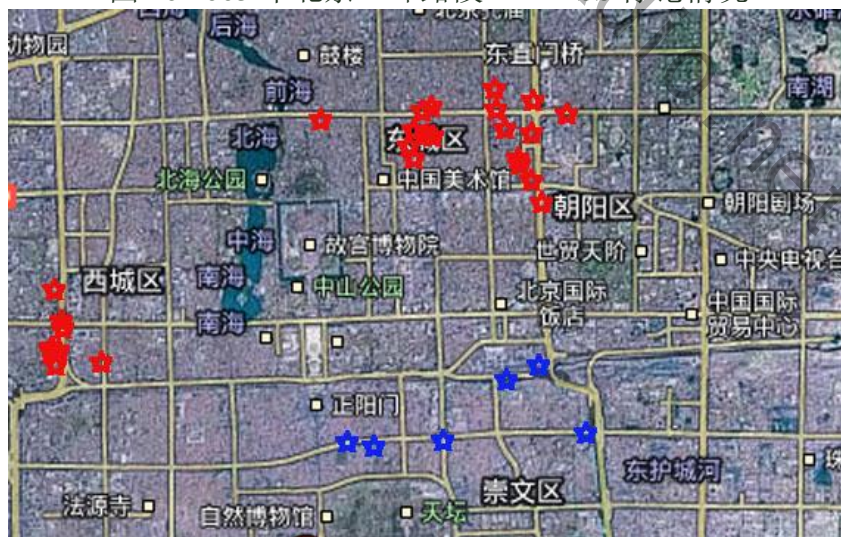 后海
动物园
鼓楼
东直门桥
前海
南湖
北海
东城区
北海公园
中国美术馆
朝阳区
朝阳剧场
中海
故宫博物院
世贸天阶
中央电视台
西城区
南海
中山公园
北京国际
饭店
中国国际
贸易中心
南海
正阳门
东护城河
珠
崇文区
法源寺
自然博物馆
天坛